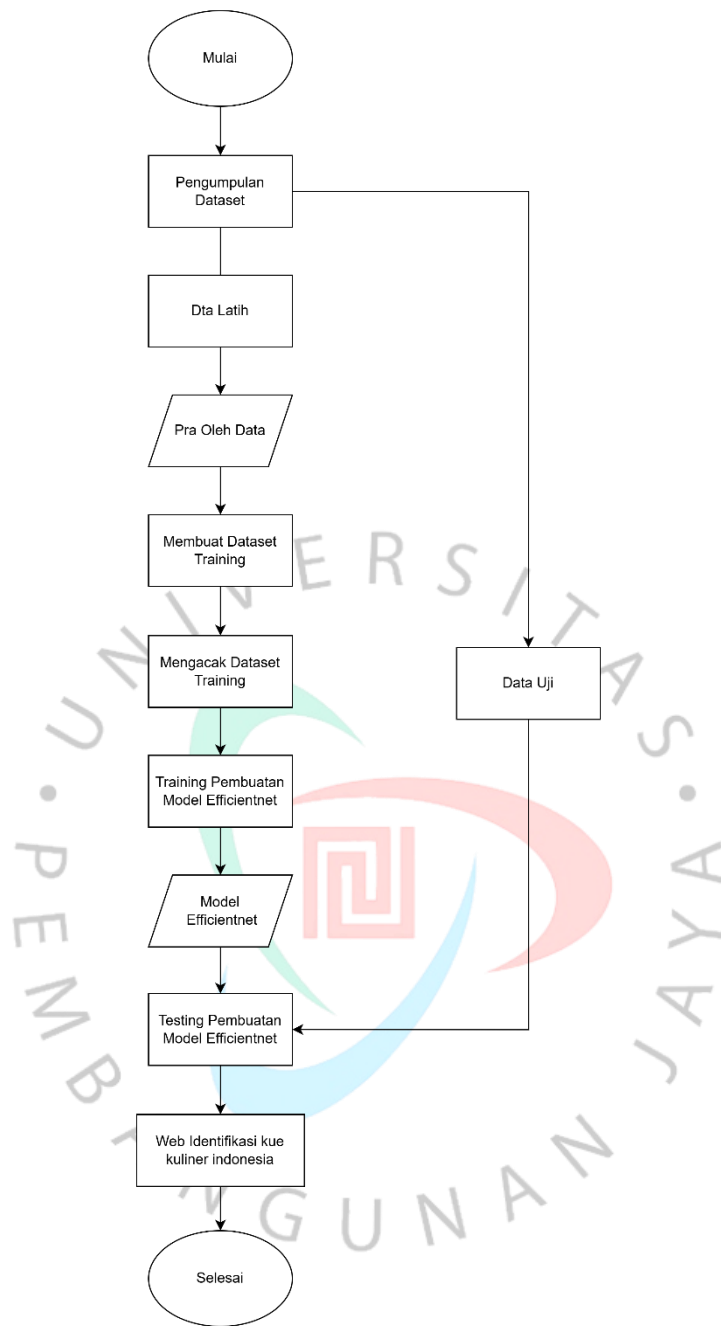 Mulai
Pengumpulan
Dataset
Dta Latih
Pra Oleh Data
Membuat Dataset
Training
Mengacak Dataset
Training
Data Uji
Training Pembuatan
Model Efficientnet
Model
Efficientnet
Testing Pembuatan
Model Efficientnet
Web Identifikasi kue
kuliner indonesia
Selesai
UNIVERSITAS
PEMBANGUNAN JAYA